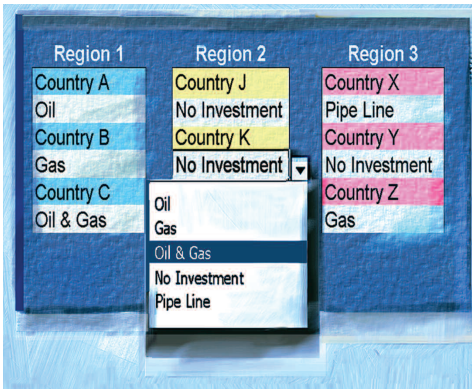 Region 1
Country A
Oil
Country B
Gas
Country C
Oil & Gas
Region 2
Country J
No Investment
Country K
No Investment
Oil
Gas
Oil & Gas
No Investment
Pipe Line
Region 3
Country X
Pipe Line
Country Y
No Investment
Country Z
Gas